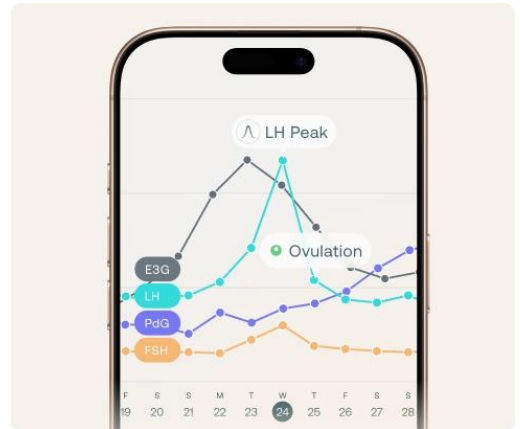 LH Peak
Ovulation
E3G
LH
PdG
FSH
F S S M T W T F S S
19 20 21 22 23 24 25 26 27 28